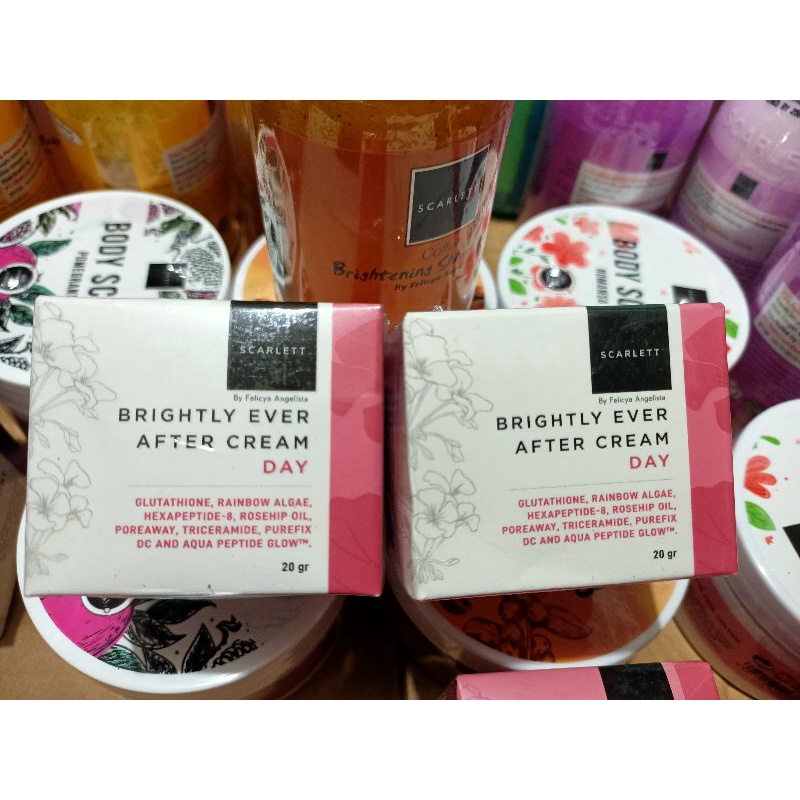 SCARLETT
Brightening
By Felicya
BODY
BODY
SCARLETT
By Felicya Angelista
BRIGHTLY EVER
AFTER CREAM
DAY
GLUTATHIONE, RAINBOW ALGAE,
HEXAPEPTIDE-8, ROSEHIP OIL,
POREAWAY, TRICERAMIDE, PUREFIX
DC AND AQUA PEPTIDE GLOW™.
20 gr
SCARLETT
By Felicya Angelista
BRIGHTLY EVER
AFTER CREAM
DAY
GLUTATHIONE, RAINBOW ALGAE,
HEXAPEPTIDE-8, ROSEHIP OIL,
POREAWAY, TRICERAMIDE, PUREFIX
DC AND AQUA PEPTIDE GLOW™.
20 gr